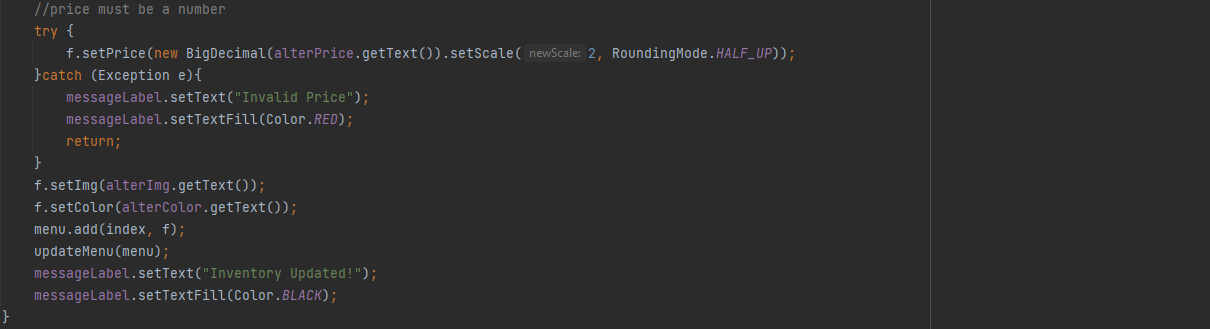 //price must be a number
try {
f.setPrice(new BigDecimal(alterPrice.getText()).setScale( newScale: 2, RoundingMode.HALF_UP));
}catch (Exception e){
messageLabel.setText("Invalid Price");
messageLabel.setTextFill(Color.RED);
return;
}
f.setImg(alterImg.getText());
f.setColor(alterColor.getText());
menu.add(index, f);
updateMenu(menu);
messageLabel.setText("Inventory Updated!");
messageLabel.setTextFill(Color.BLACK);
}